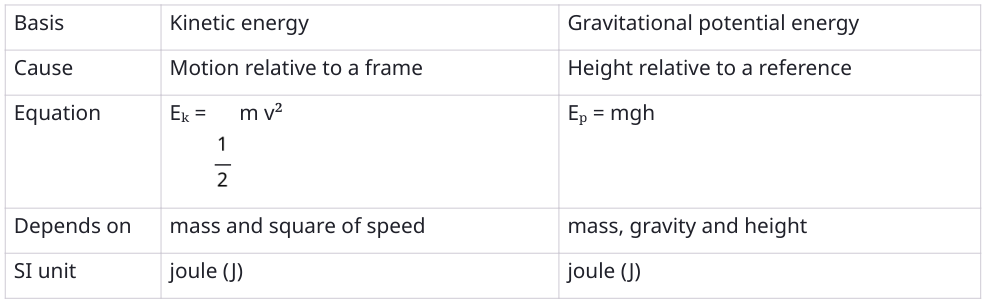 Basis Kinetic energy Gravitational potential energy
Cause Motion relative to a frame Height relative to a reference
Equation Eₖ = 1/2 m v² Eₚ = mgh
Depends on mass and square of speed mass, gravity and height
SI unit joule (J) joule (J)